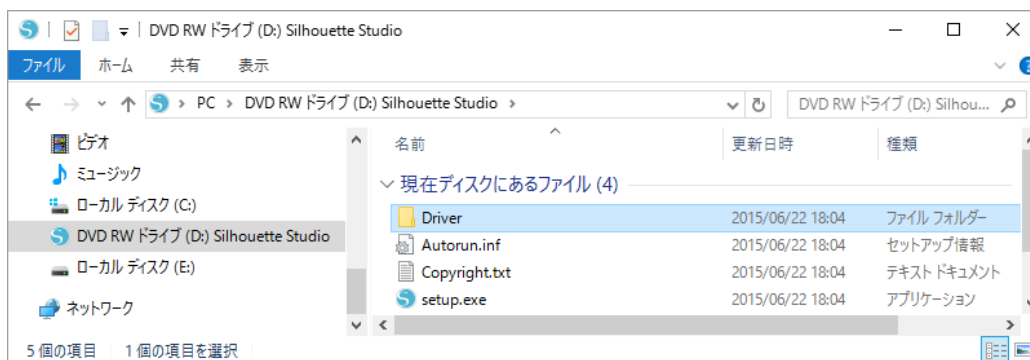 DVD RW ドライブ (D:) Silhouette Studio
ファイル ホーム 共有 表示
PC › DVD RW ドライブ (D:) Silhouette Studio › DVD RW ドライブ (D:) Silhou...
ビデオ
ミュージック
ローカル ディスク (C:)
DVD RW ドライブ (D:) Silhouette Studio
ローカル ディスク (E:)
ネットワーク
名前 更新日時 種類
現在ディスクにあるファイル (4)
Driver 2015/06/22 18:04 ファイル フォルダー
Autorun.inf 2015/06/22 18:04 セットアップ情報
Copyright.txt 2015/06/22 18:04 テキスト ドキュメント
setup.exe 2015/06/22 18:04 アプリケーション
5 個の項目 1 個の項目を選択